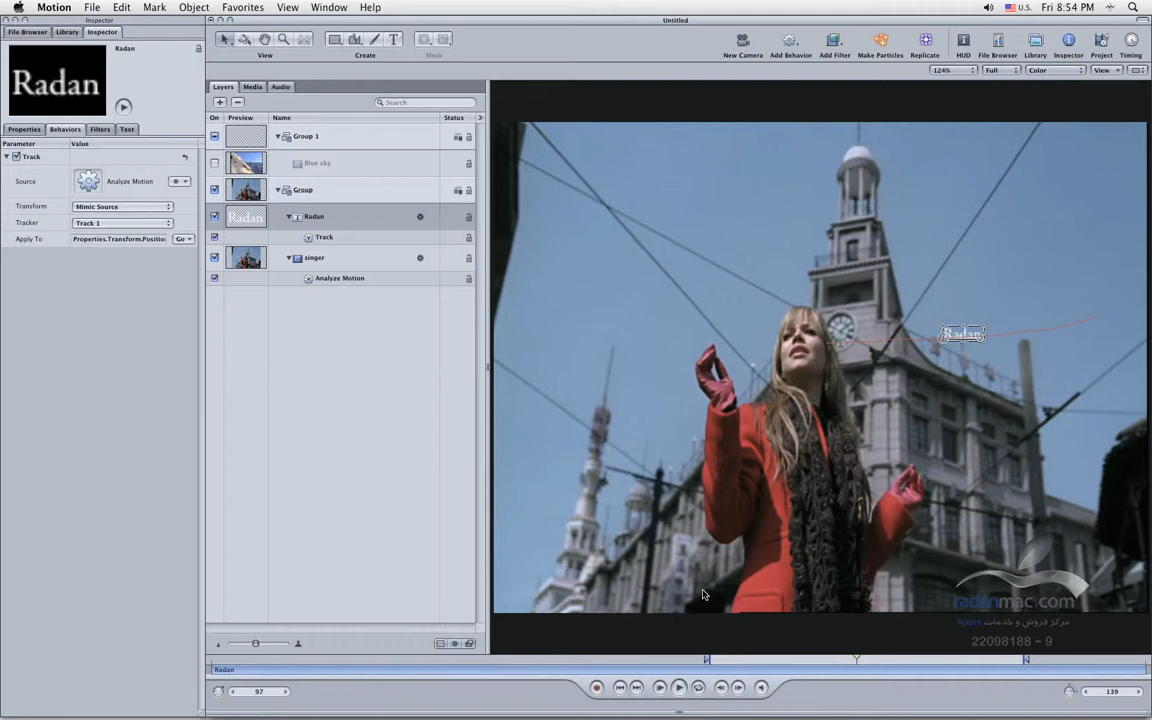 Motion File Edit Mark Object Favorites View Window Help
U.S. Fri 8:54 PM
Inspector
Untitled
File Browser Library Inspector
Radan
Radan
View
Create
Mask
New Camera Add Behavior Add Filter Make Particles Replicate HUD File Browser Library Inspector Project Timing
124% Full Color View
Layers Media Audio
Search
On Preview Name Status
Properties Behaviors Filters Text
Parameter Value
Track
Source Analyze Motion
Transform Mimic Source
Tracker Track 1
Apply To Properties.Transform.Positio Go
Group 1
Blue sky
Group
Radan Radan
Track
singer
Analyze Motion
Radan
radanmac.com
مرکز فروش و خدمات Apple
22098188 – 9
Radan
97
139